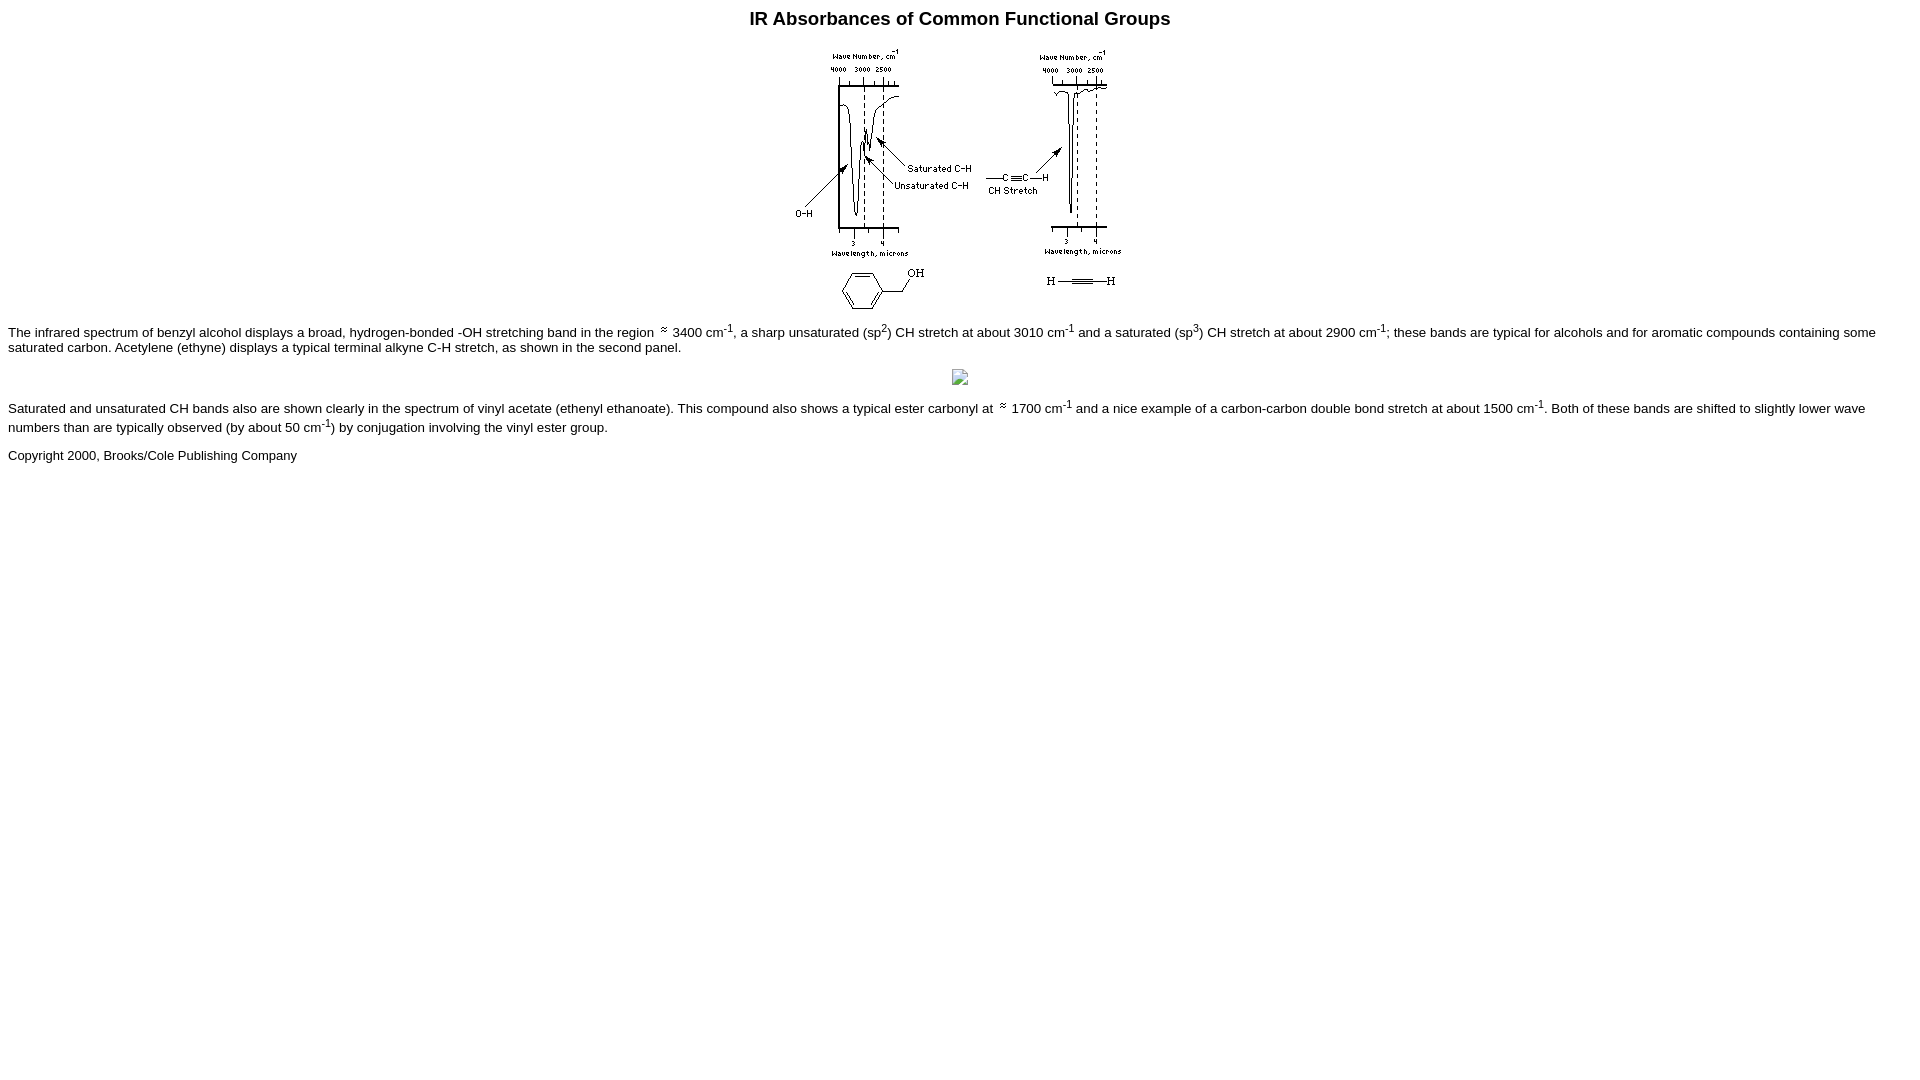 IR Absorbances of Common Functional Groups
Wave Number, cm-1
4000 3000 2500
Saturated C-H
Unsaturated C-H
O-H
3 4
Wavelength, microns
OH
Wave Number, cm-1
4000 3000 2500
—C≡C—H
CH Stretch
3 4
Wavelength, microns
H H
The infrared spectrum of benzyl alcohol displays a broad, hydrogen-bonded -OH stretching band in the region ≈ 3400 cm-1, a sharp unsaturated (sp2) CH stretch at about 3010 cm-1 and a saturated (sp3) CH stretch at about 2900 cm-1; these bands are typical for alcohols and for aromatic compounds containing some
saturated carbon. Acetylene (ethyne) displays a typical terminal alkyne C-H stretch, as shown in the second panel.
Saturated and unsaturated CH bands also are shown clearly in the spectrum of vinyl acetate (ethenyl ethanoate). This compound also shows a typical ester carbonyl at ≈ 1700 cm-1 and a nice example of a carbon-carbon double bond stretch at about 1500 cm-1. Both of these bands are shifted to slightly lower wave
numbers than are typically observed (by about 50 cm-1) by conjugation involving the vinyl ester group.
Copyright 2000, Brooks/Cole Publishing Company